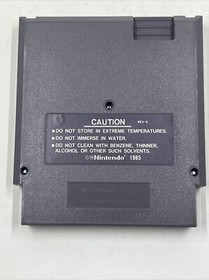 CAUTION REV-A
•DO NOT STORE IN EXTREME TEMPERATURES.
•DO NOT IMMERSE IN WATER.
•DO NOT CLEAN WITH BENZENE, THINNER,
ALCOHOL OR OTHER SUCH SOLVENTS.
©Nintendo 1985